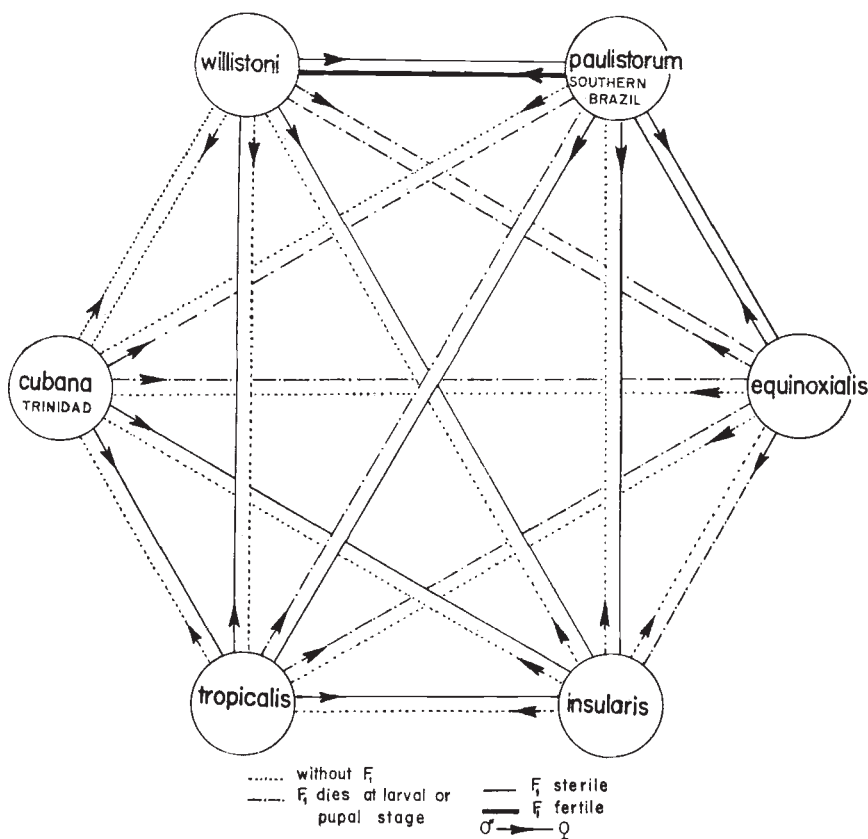 willistoni
paulistorum
SOUTHERN
BRAZIL
cubana
TRINIDAD
equinoxialis
tropicalis
insularis
without F₁
F₁ dies at larval or
pupal stage
F₁ sterile
F₁ fertile
♂ → ♀